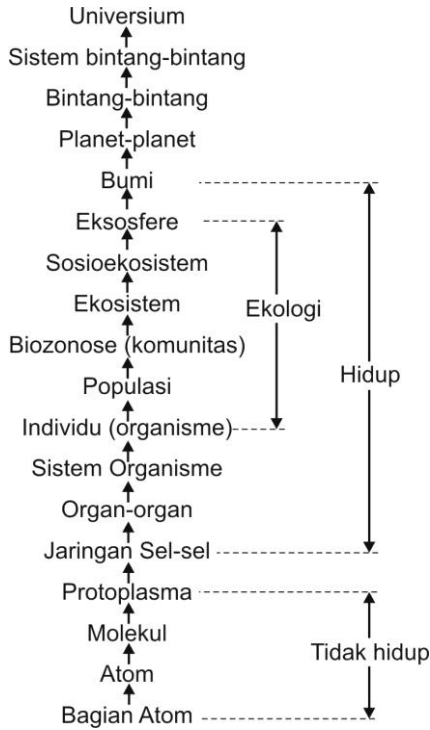 Universium
Sistem bintang-bintang
Bintang-bintang
Planet-planet
Bumi
Eksosfere
Sosioekosistem
Ekosistem
Biozonose (komunitas)
Populasi
Individu (organisme)
Sistem Organisme
Organ-organ
Jaringan Sel-sel
Protoplasma
Molekul
Atom
Bagian Atom
Ekologi
Hidup
Tidak hidup